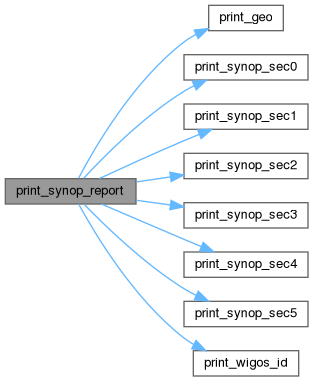 print_geo
print_synop_sec0
print_synop_sec1
print_synop_sec2
print_synop_report
print_synop_sec3
print_synop_sec4
print_synop_sec5
print_wigos_id